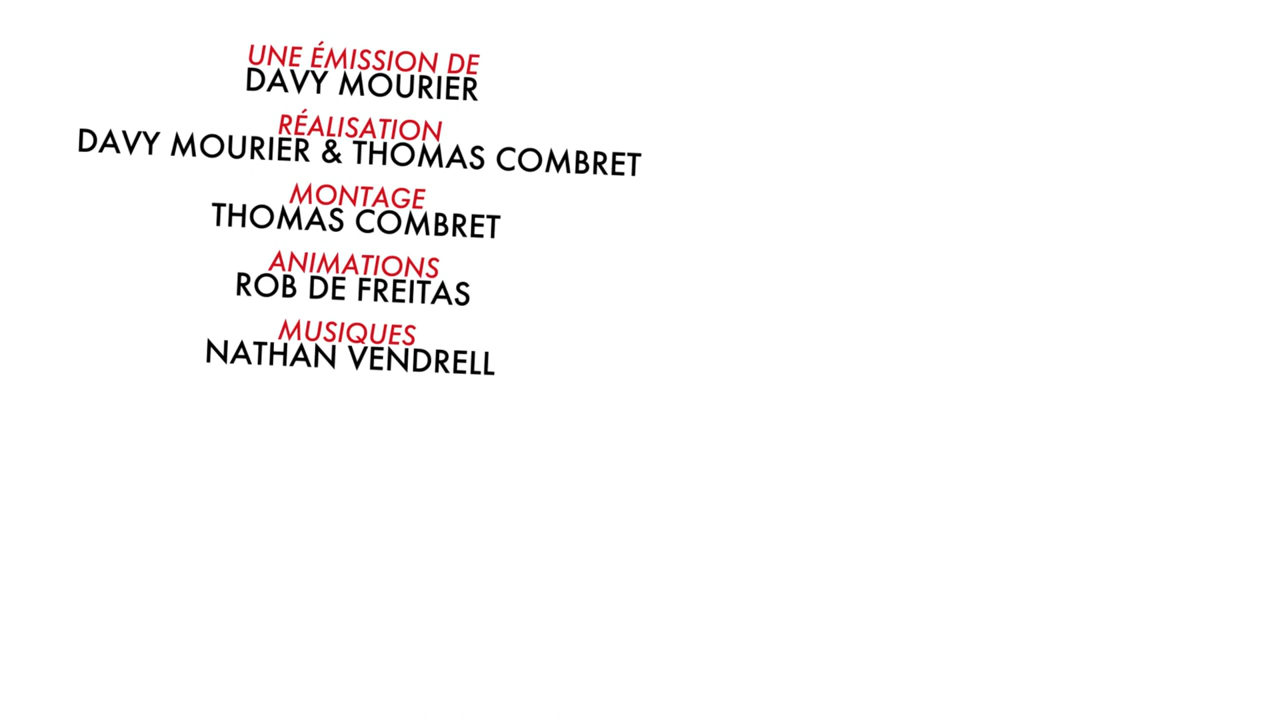 UNE ÉMISSION DE
DAVY MOURIER
RÉALISATION
DAVY MOURIER & THOMAS COMBRET
MONTAGE
THOMAS COMBRET
ANIMATIONS
ROB DE FREITAS
MUSIQUES
NATHAN VENDRELL